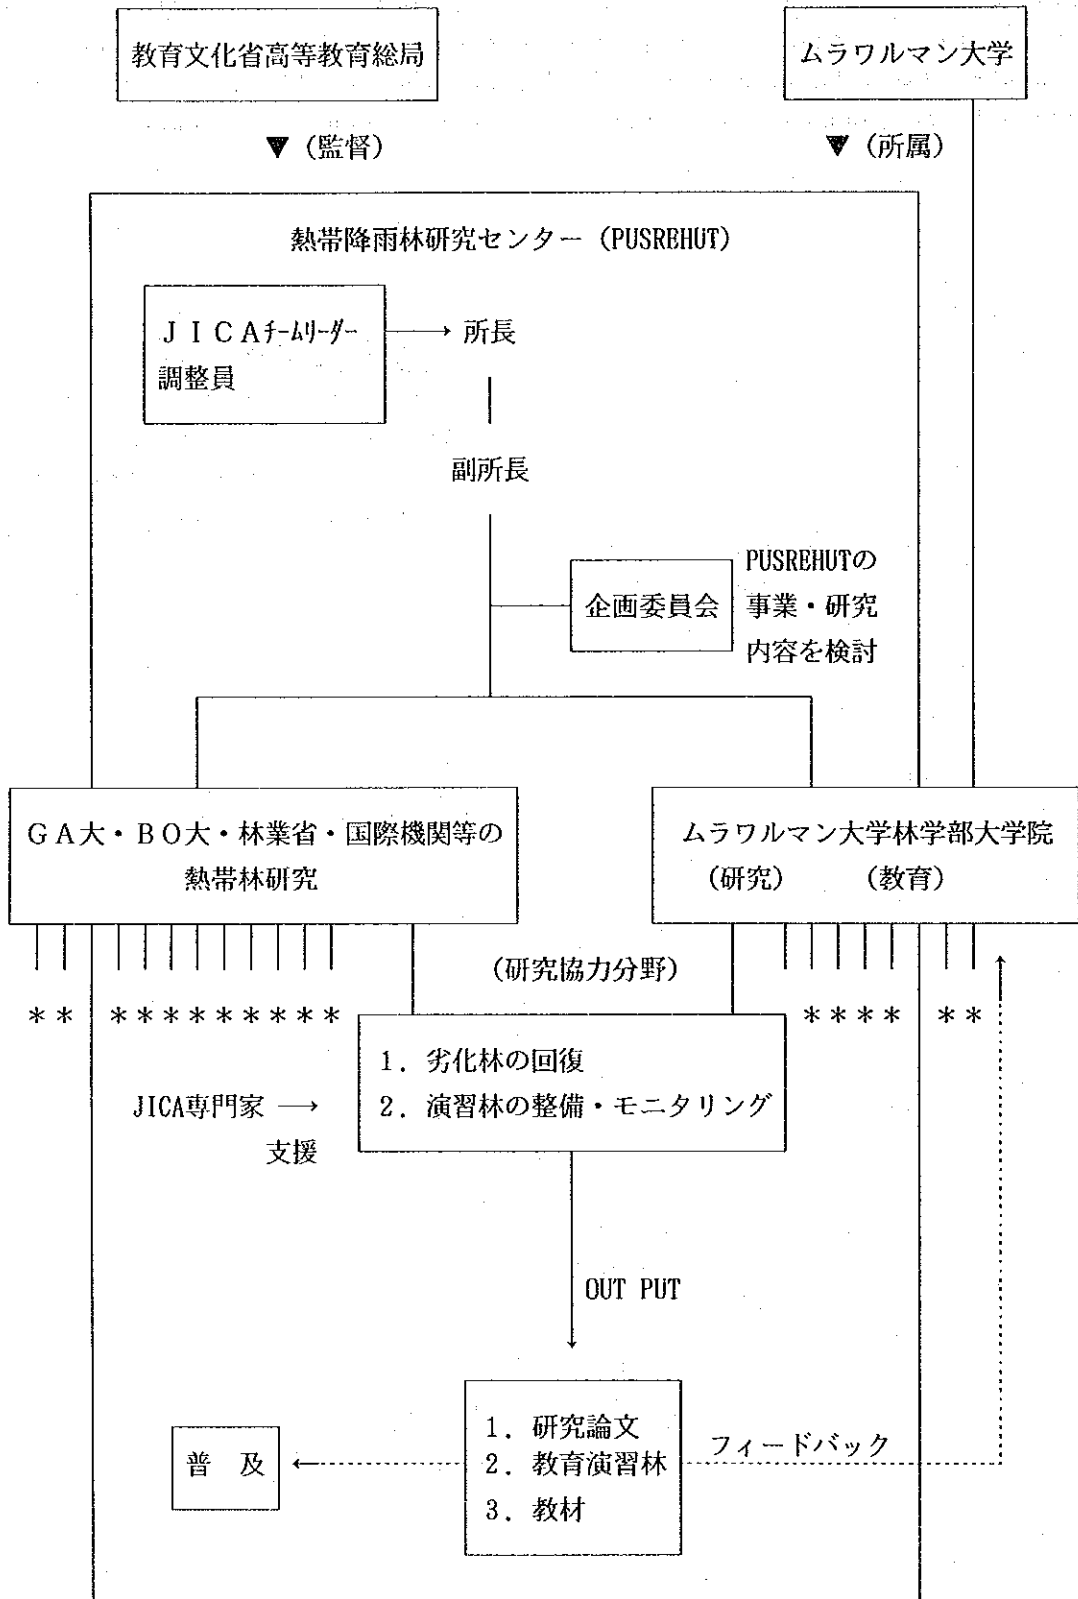 教育文化省高等教育総局
ムラワルマン大学
▼ (監督)
▼ (所属)
熱帯降雨林研究センター (PUSREHUT)
ＪＩＣＡﾁｰﾑﾘｰﾀﾞｰ
調整員
→ 所長
副所長
企画委員会
PUSREHUTの
事業・研究
内容を検討
ＧＡ大・ＢＯ大・林業省・国際機関等の
熱帯林研究
ムラワルマン大学林学部大学院
(研究) (教育)
(研究協力分野)
** *********
**** **
1. 劣化林の回復
2. 演習林の整備・モニタリング
JICA専門家 →
支援
OUT PUT
1. 研究論文
2. 教育演習林
3. 教材
フィードバック
普 及